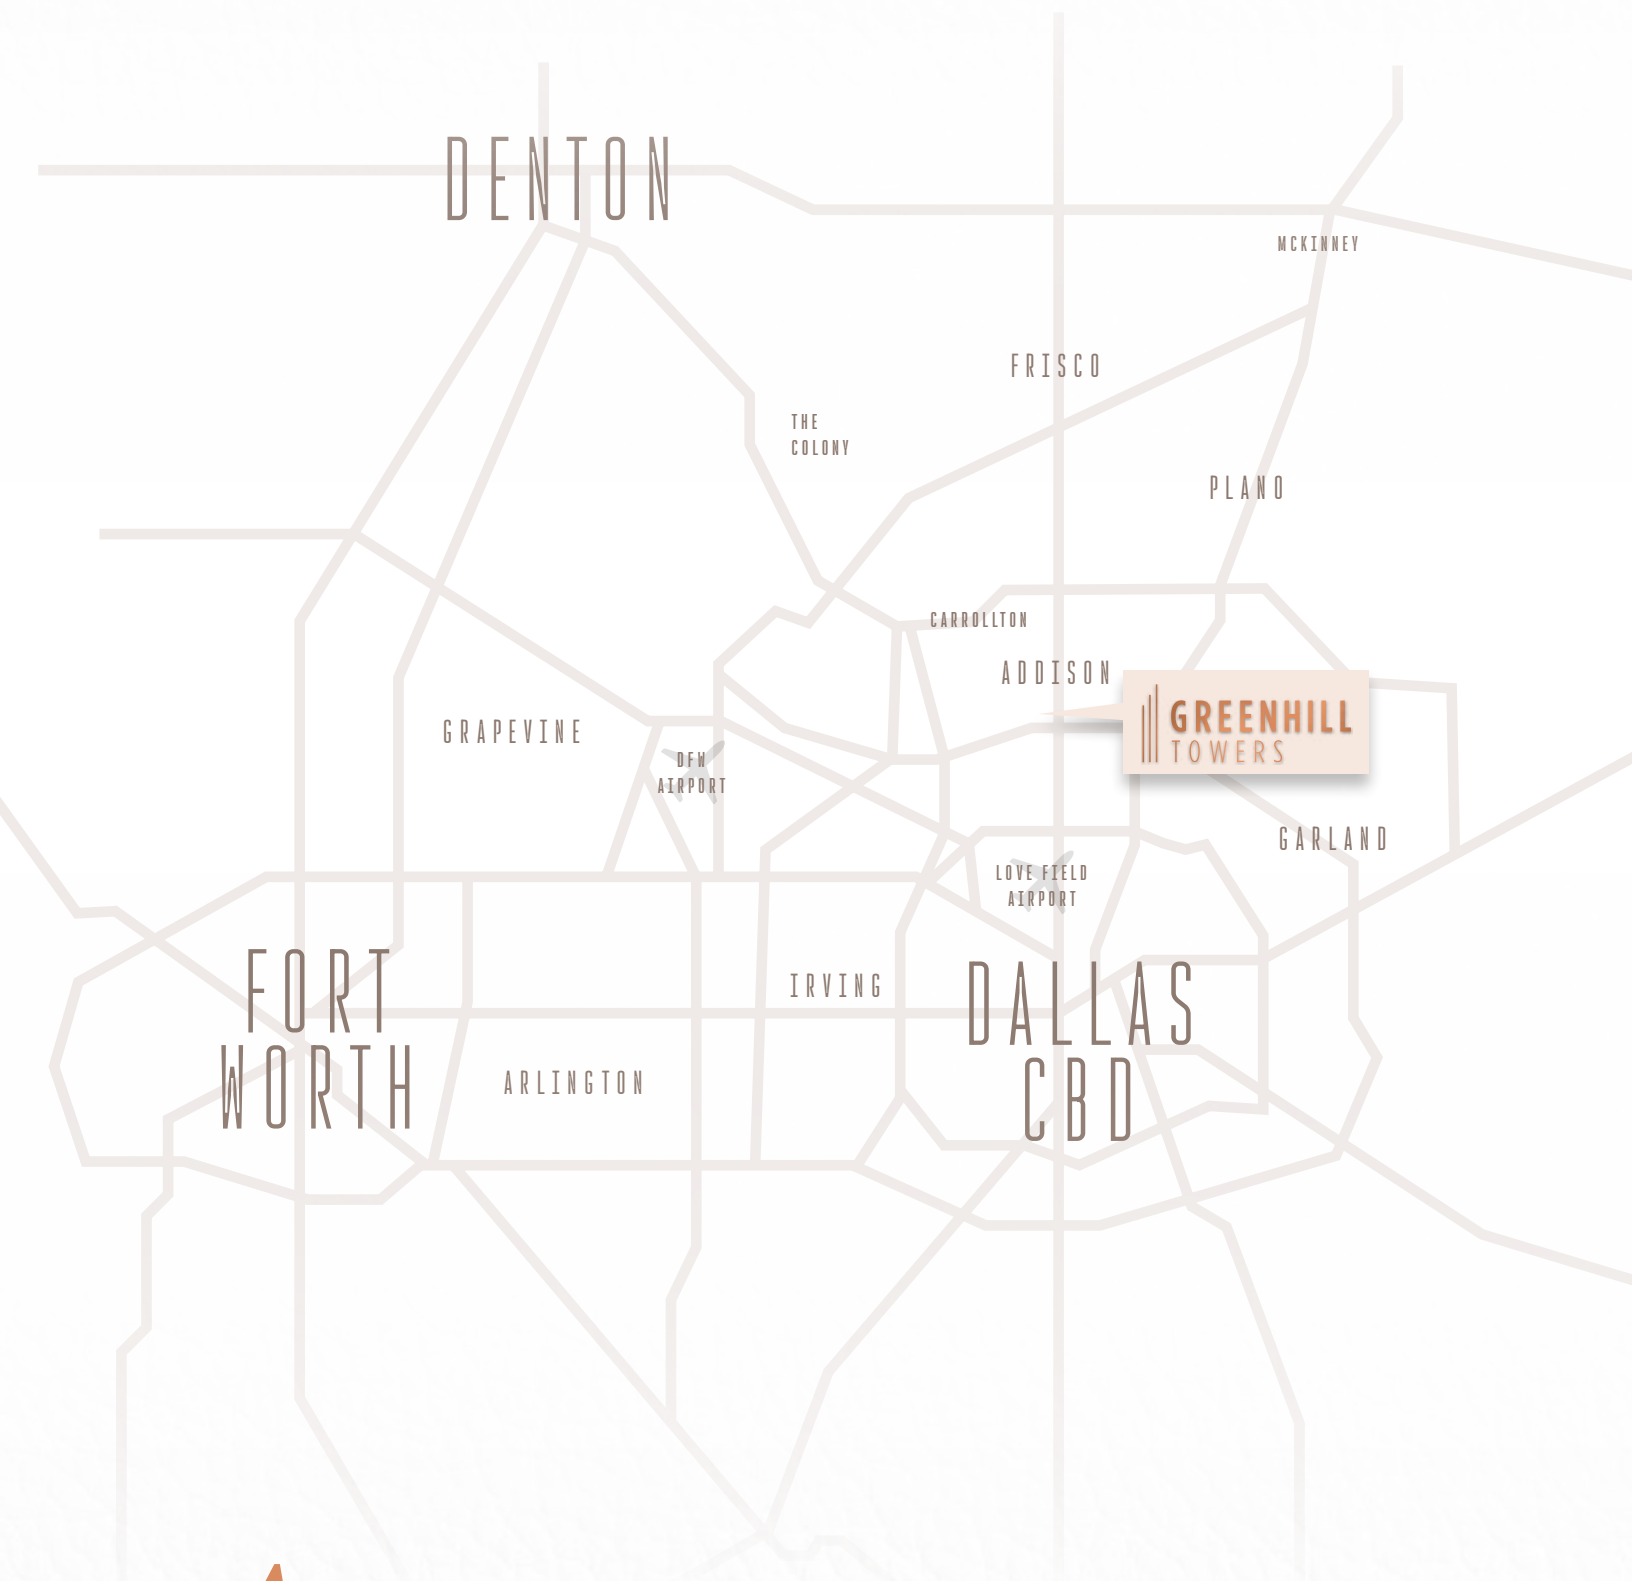 DENTON
MCKINNEY
FRISCO
THE
COLONY
PLANO
CARROLLTON
ADDISON
GREENHILL
TOWERS
GRAPEVINE
DFW
AIRPORT
GARLAND
LOVE FIELD
AIRPORT
FORT
WORTH
IRVING
DALLAS
CBD
ARLINGTON